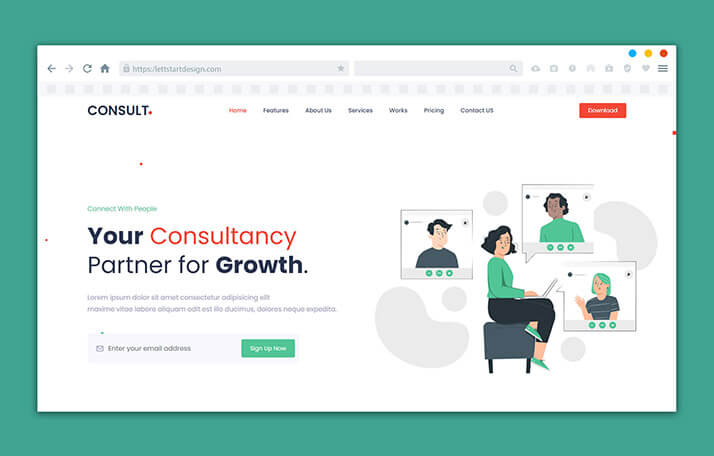 https://lettstartdesign.com
CONSULT.
Home Features About Us Services Works Pricing Contact US Download
Connect With People
Your Consultancy
Partner for Growth.
Lorem ipsum dolor sit amet consectetur adipisicing elit
maxime vitae labore aliquam odit est illo ducimus, dolores neque expedita.
Enter your email address
Sign Up Now